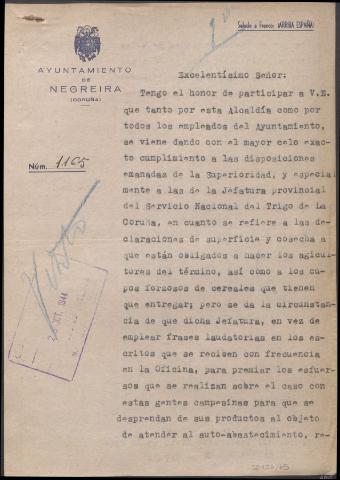 Saludo a Franco: ¡ARRIBA ESPAÑA!
AYUNTAMIENTO
DE
NEGREIRA
(CORUÑA)
Núm. 1165
Excelentísimo Señor:
Tengo el honor de participar a V.E.
que tanto por esta Alcaldía como por
todos los empleados del Ayuntamiento,
se viene dando con el mayor celo exac-
to cumplimiento a las disposiciones
emanadas de la Superioridad, y especial
mente a las de la Jefatura provincial
del Servicio Nacional del Trigo de La
Coruña, en cuanto se refiere a las de-
claraciones de superficie y cosecha a
que están obligados a hacer los agicul-
tores del término, así cómo a los cu-
pos forzosos de cereales que tienen
que entregar; pero se da la circunstan-
cia de que dicha Jefatura, en vez de
emplear frases laudatorias en los es-
critos que se reciben con frecuencia
en la Oficina, para premiar los esfuer-
sos que se realizan sobre el caso con
estas gentes campesinas para que se
desprendan de sus productos al objeto
de atender al auto-abastecimiento, re-
OCT. 1944